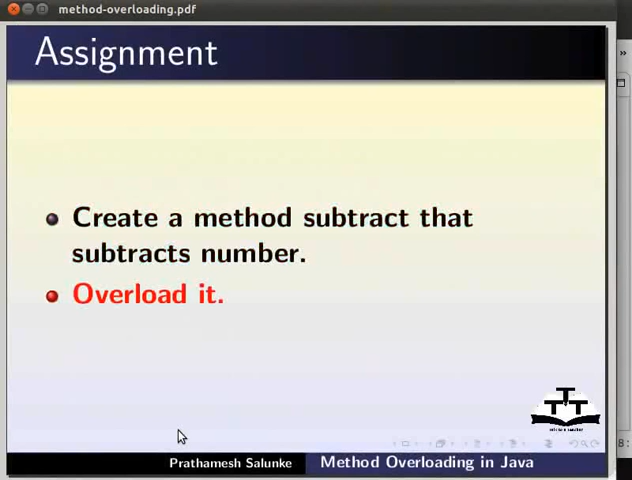 method-overloading.pdf
Assignment
Create a method subtract that
subtracts number.
Overload it.
Prathamesh Salunke
Method Overloading in Java